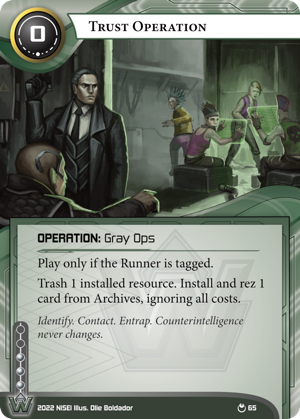 0
Trust Operation
OPERATION: Gray Ops
Play only if the Runner is tagged.
Trash 1 installed resource. Install and rez 1
card from Archives, ignoring all costs.
Identify. Contact. Entrap. Counterintelligence
never changes.
2022 NISEI Illus. Olie Boldador
65